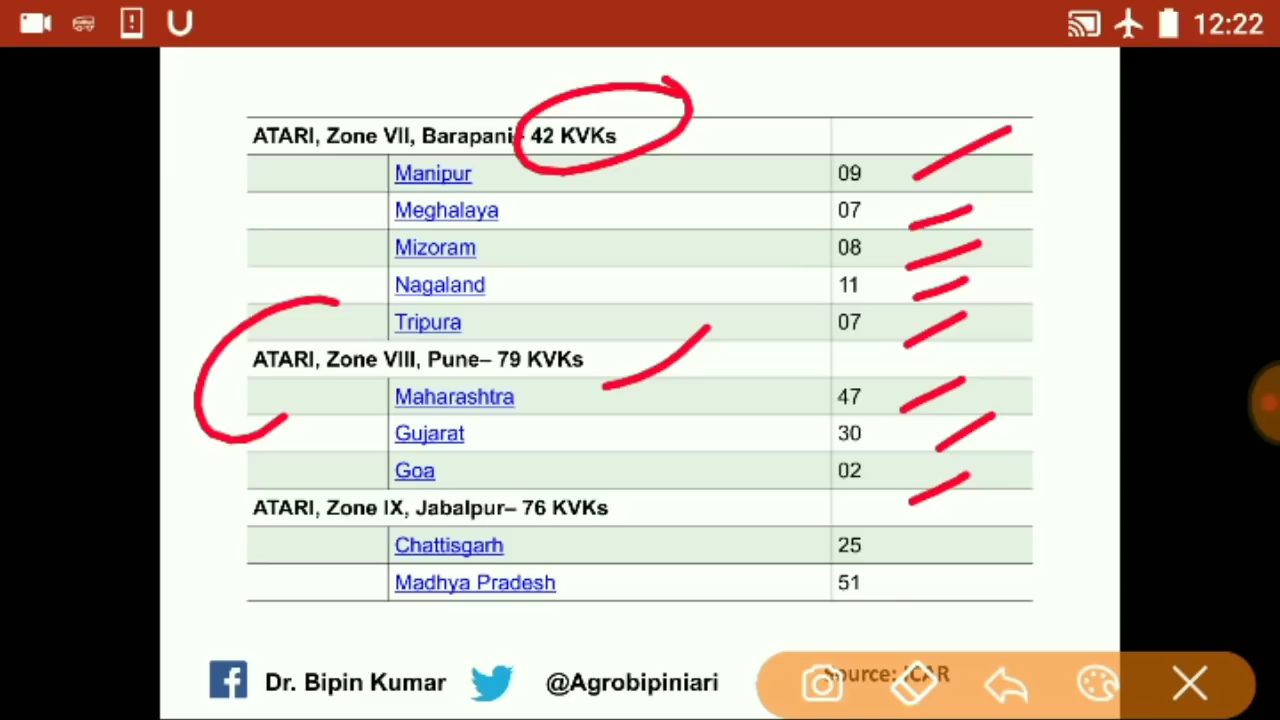 12:22
ATARI, Zone VII, Barapani– 42 KVKs
Manipur 09
Meghalaya 07
Mizoram 08
Nagaland 11
Tripura 07
ATARI, Zone VIII, Pune– 79 KVKs
Maharashtra 47
Gujarat 30
Goa 02
ATARI, Zone IX, Jabalpur– 76 KVKs
Chattisgarh 25
Madhya Pradesh 51
Source: ICAR
Dr. Bipin Kumar @Agrobipiniari